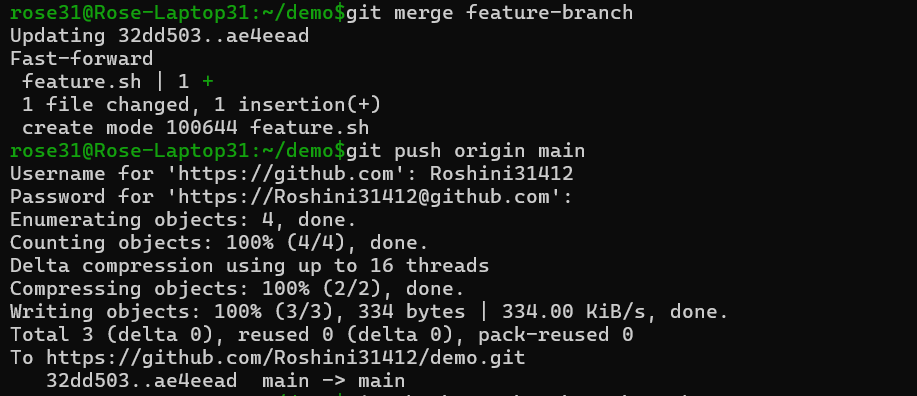 rose31@Rose-Laptop31:~/demo$git merge feature-branch
Updating 32dd503..ae4eead
Fast-forward
 feature.sh | 1 +
 1 file changed, 1 insertion(+)
 create mode 100644 feature.sh
rose31@Rose-Laptop31:~/demo$git push origin main
Username for 'https://github.com': Roshini31412
Password for 'https://Roshini31412@github.com':
Enumerating objects: 4, done.
Counting objects: 100% (4/4), done.
Delta compression using up to 16 threads
Compressing objects: 100% (2/2), done.
Writing objects: 100% (3/3), 334 bytes | 334.00 KiB/s, done.
Total 3 (delta 0), reused 0 (delta 0), pack-reused 0
To https://github.com/Roshini31412/demo.git
   32dd503..ae4eead  main -> main